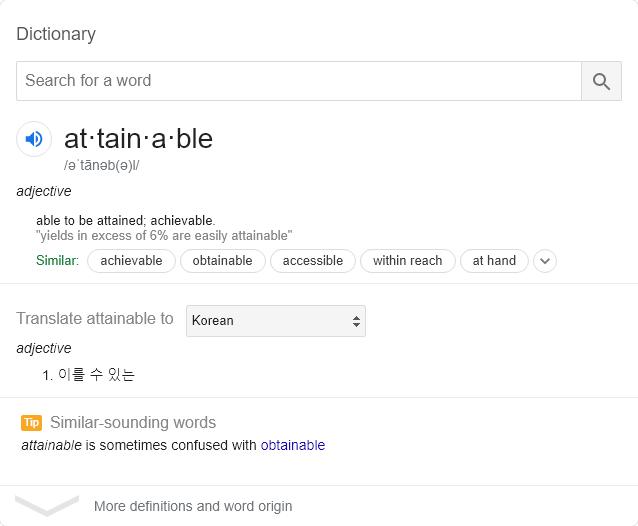 Dictionary
Search for a word
at·tain·a·ble
/əˈtānəb(ə)l/
adjective
able to be attained; achievable.
"yields in excess of 6% are easily attainable"
Similar: achievable obtainable accessible within reach at hand
Translate attainable to Korean
adjective
1. 이룰 수 있는
Tip Similar-sounding words
attainable is sometimes confused with obtainable
More definitions and word origin